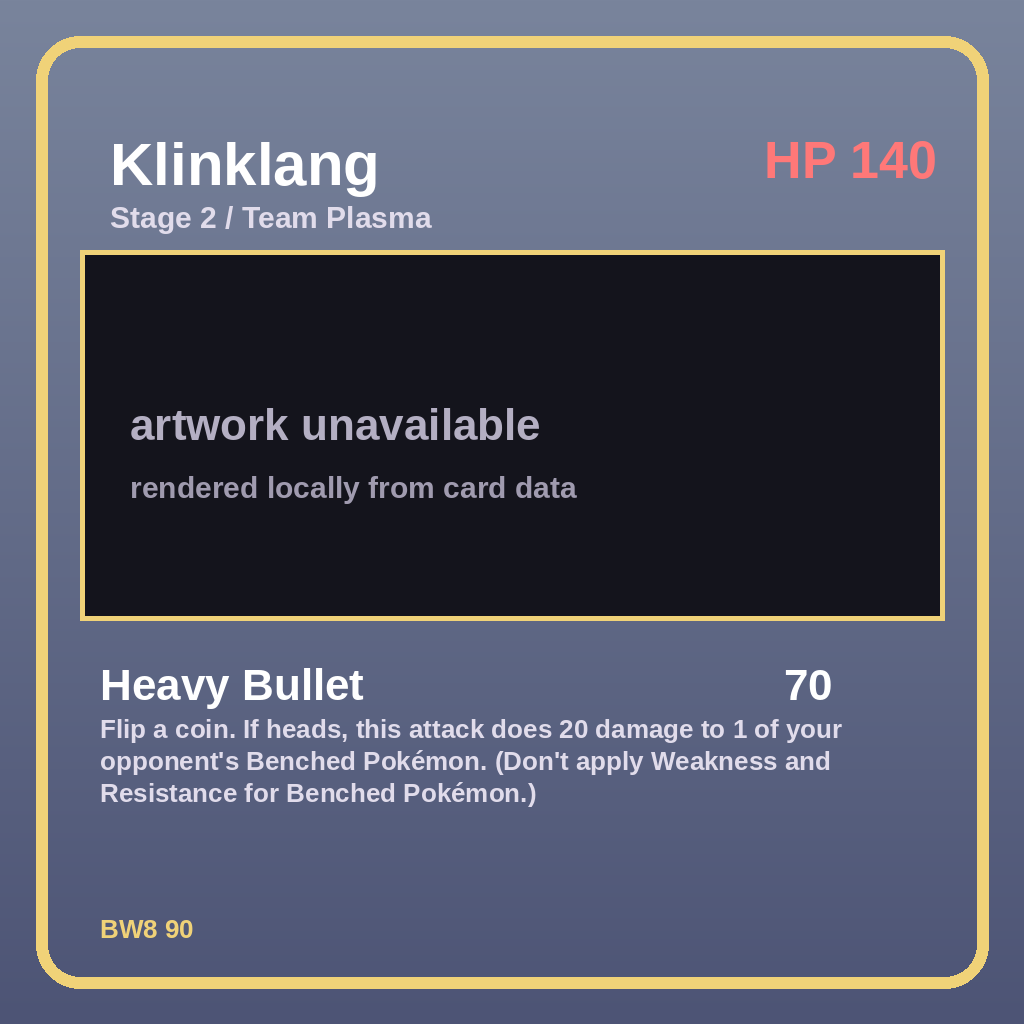 Klinklang
HP 140
Stage 2 / Team Plasma
artwork unavailable
rendered locally from card data
Heavy Bullet
70
Flip a coin. If heads, this attack does 20 damage to 1 of your
opponent's Benched Pokémon. (Don't apply Weakness and
Resistance for Benched Pokémon.)
BW8 90